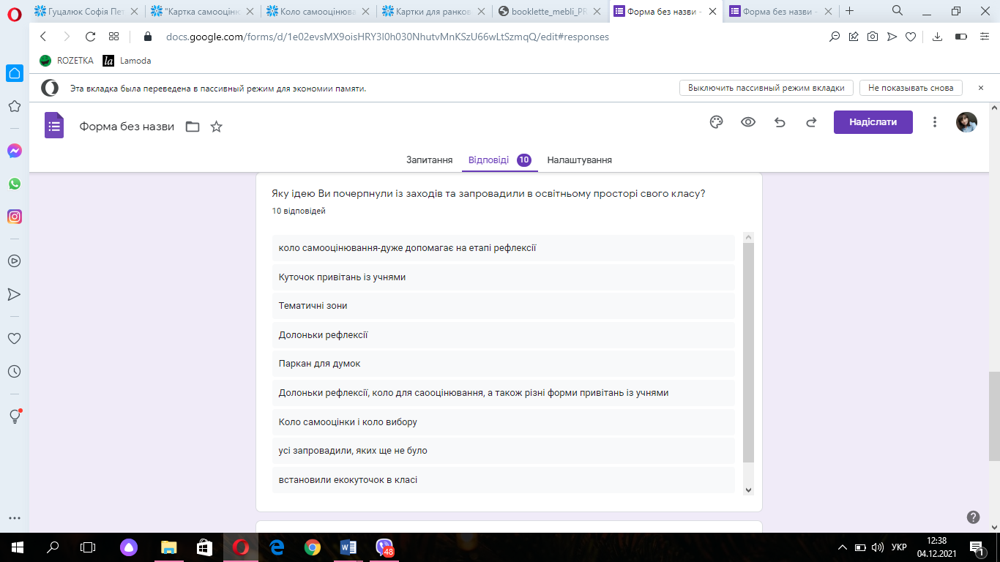 Гуцалюк Софія Пет
"Картка самооціню
Коло самооцінюва
Картки для ранков
booklette_mebli_PR
Форма без назви -
Форма без назви -
docs.google.com/forms/d/1e02evsMX9oisHRY3I0h030NhutvMnKSzU66wLtSzmqQ/edit#responses
ROZETKA
la
Lamoda
Эта вкладка была переведена в пассивный режим для экономии памяти.
Выключить пассивный режим вкладки
Не показывать снова
Форма без назви
Надіслати
Запитання
Відповіді 10
Налаштування
Яку ідею Ви почерпнули із заходів та запровадили в освітньому просторі свого класу?
10 відповідей
коло самооцінювання-дуже допомагає на етапі рефлексії
Куточок привітань із учнями
Тематичні зони
Долоньки рефлексії
Паркан для думок
Долоньки рефлексії, коло для саооцінювання, а також різні форми привітань із учнями
Коло самооцінки і коло вибору
усі запровадили, яких ще не було
встановили екокуточок в класі
48
УКР
12:38
04.12.2021
1